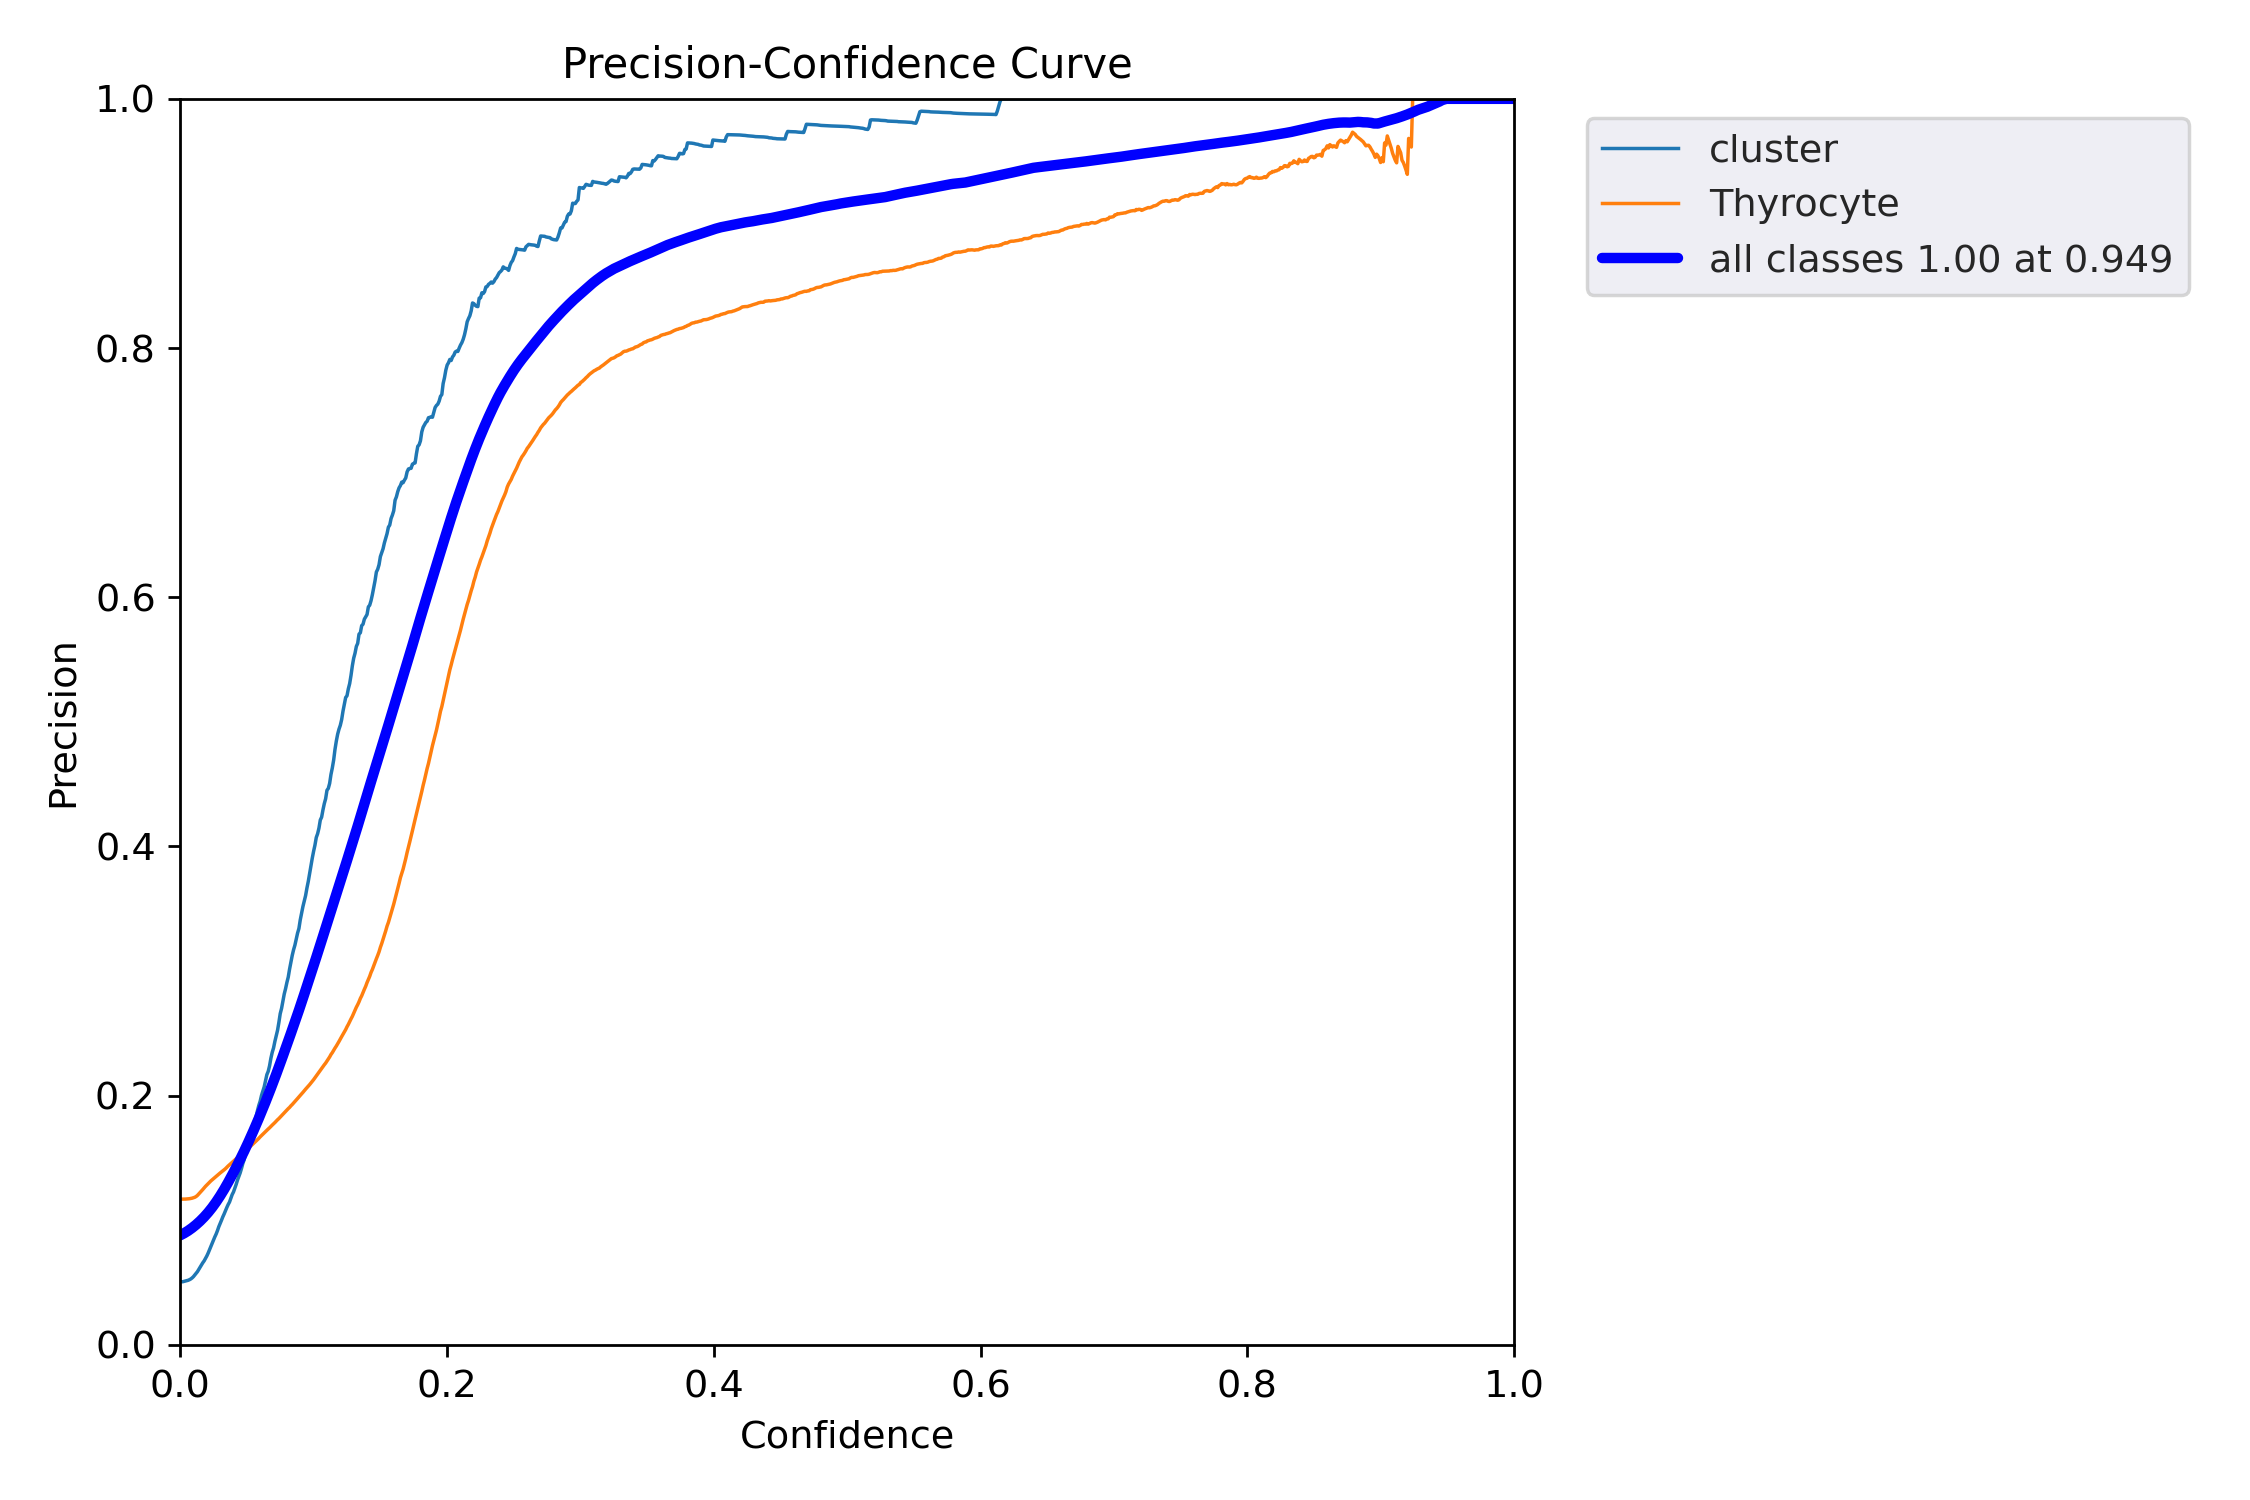 Precision-Confidence Curve
1.0
0.8
0.6
0.4
0.2
0.0
Precision
0.0 0.2 0.4 0.6 0.8 1.0
Confidence
cluster
Thyrocyte
all classes 1.00 at 0.949